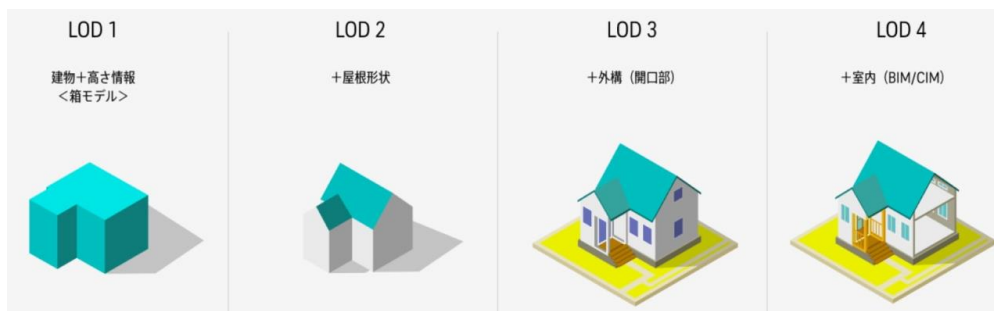 LOD 1
建物＋高さ情報
＜箱モデル＞
LOD 2
＋屋根形状
LOD 3
＋外構（開口部）
LOD 4
＋室内（BIM/CIM）